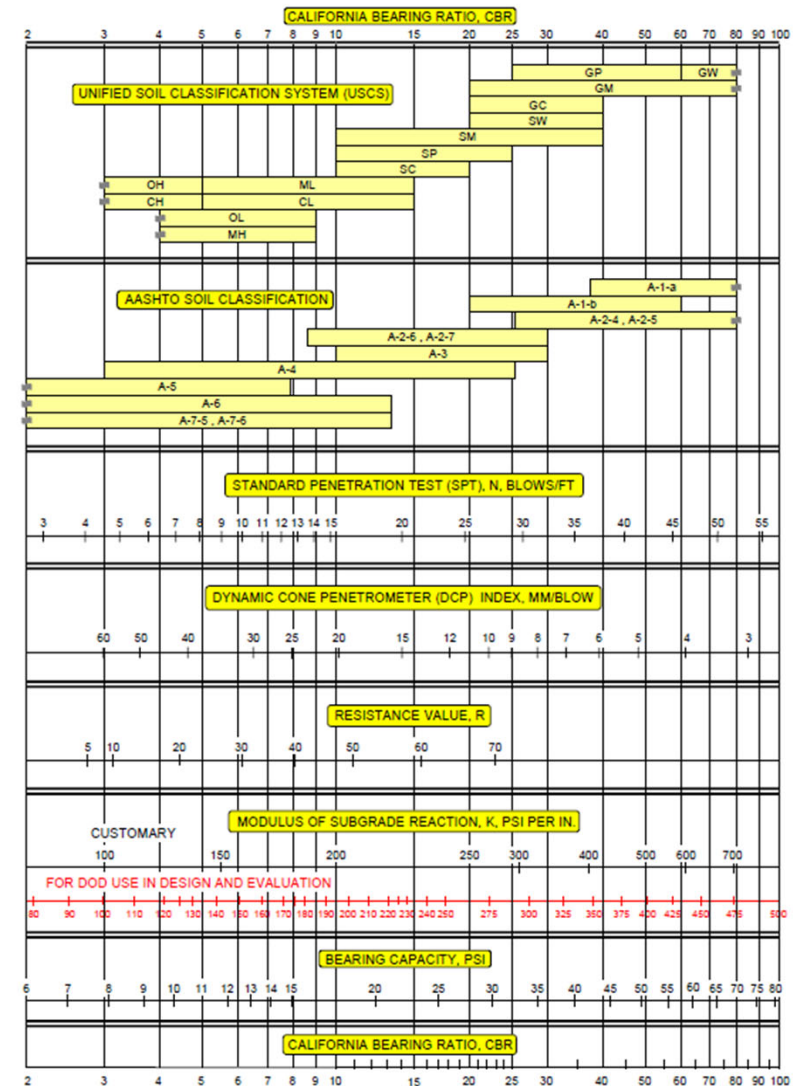 CALIFORNIA BEARING RATIO, CBR
2 3 4 5 6 7 8 9 10 15 20 25 30 40 50 60 70 80 90 100
GP GW
UNIFIED SOIL CLASSIFICATION SYSTEM (USCS) GM
GC
SW
SM
SP
SC
OH ML
CH CL
OL
MH
A-1-a
AASHTO SOIL CLASSIFICATION A-1-b
A-2-4 , A-2-5
A-2-6 , A-2-7
A-3
A-4
A-5
A-6
A-7-5 , A-7-6
STANDARD PENETRATION TEST (SPT), N, BLOWS/FT
3 4 5 6 7 8 9 10 11 12 13 14 15 20 25 30 35 40 45 50 55
DYNAMIC CONE PENETROMETER (DCP) INDEX, MM/BLOW
60 50 40 30 25 20 15 12 10 9 8 7 6 5 4 3
RESISTANCE VALUE, R
5 10 20 30 40 50 60 70
MODULUS OF SUBGRADE REACTION, K, PSI PER IN.
CUSTOMARY
100 150 200 250 300 400 500 600 700
FOR DOD USE IN DESIGN AND EVALUATION
80 90 100 110 120 130 140 150 160 170 180 190 200 210 220 230 240 250 275 300 325 350 375 400 425 450 475 500
BEARING CAPACITY, PSI
6 7 8 9 10 11 12 13 14 15 20 25 30 35 40 45 50 55 60 65 70 75 80
CALIFORNIA BEARING RATIO, CBR
2 3 4 5 6 7 8 9 10 15 20 25 30 40 50 60 70 80 90 100